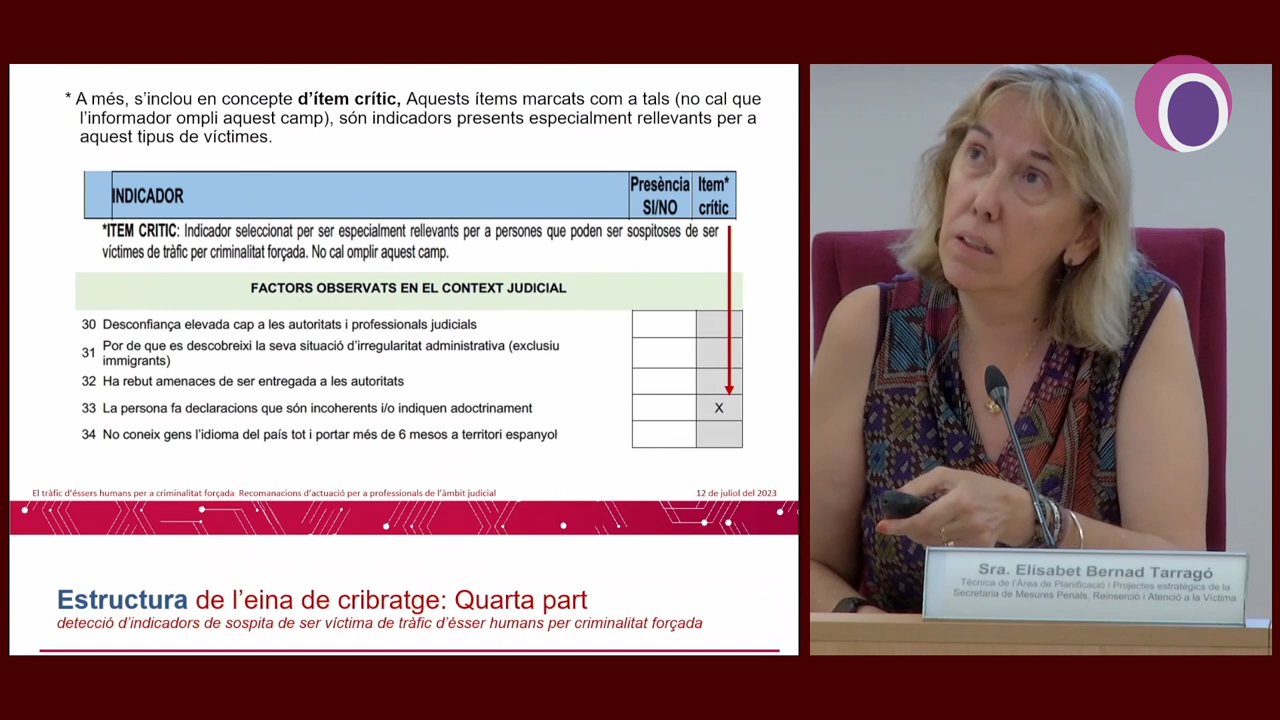 * A més, s’inclou en concepte d’ítem crític, Aquests ítems marcats com a tals (no cal que
l’informador ompli aquest camp), són indicadors presents especialment rellevants per a
aquest tipus de víctimes.
INDICADOR
Presència
SI/NO
Item*
crític
*ITEM CRITIC: Indicador seleccionat per ser especialment rellevants per a persones que poden ser sospitoses de ser
víctimes de tràfic per criminalitat forçada. No cal omplir aquest camp.
FACTORS OBSERVATS EN EL CONTEXT JUDICIAL
30 Desconfiança elevada cap a les autoritats i professionals judicials
31 Por de que es descobreixi la seva situació d’irregularitat administrativa (exclusiu
immigrants)
32 Ha rebut amenaces de ser entregada a les autoritats
33 La persona fa declaracions que són incoherents i/o indiquen adoctrinament X
34 No coneix gens l’idioma del país tot i portar més de 6 mesos a territori espanyol
El tràfic d’éssers humans per a criminalitat forçada Recomanacions d’actuació per a professionals de l’àmbit judicial
12 de juliol del 2023
Estructura de l’eina de cribratge: Quarta part
detecció d’indicadors de sospita de ser víctima de tràfic d’ésser humans per criminalitat forçada
Sra. Elisabet Bernad Tarragó
Tècnica de l’Àrea de Planificació i Projectes estratègics de la
Secretaria de Mesures Penals, Reinserció i Atenció a la Víctima